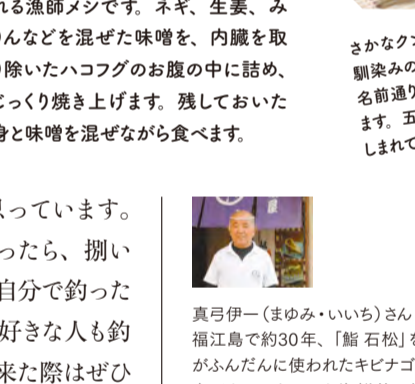 れる漁師メシです。ネギ、生姜、み
りんなどを混ぜた味噌を、内臓を取
り除いたハコフグのお腹の中に詰め、
じっくり焼き上げます。残しておいた
身と味噌を混ぜながら食べます。
さかなクン
馴染みの
名前通り
ます。五
しまれて
思っています。
ったら、捌い
自分で釣った
好きな人も釣
来た際はぜひ
真弓伊一（まゆみ・いいち）さん
福江島で約30年、「鮨 石松」を
がふんだんに使われたキビナゴ